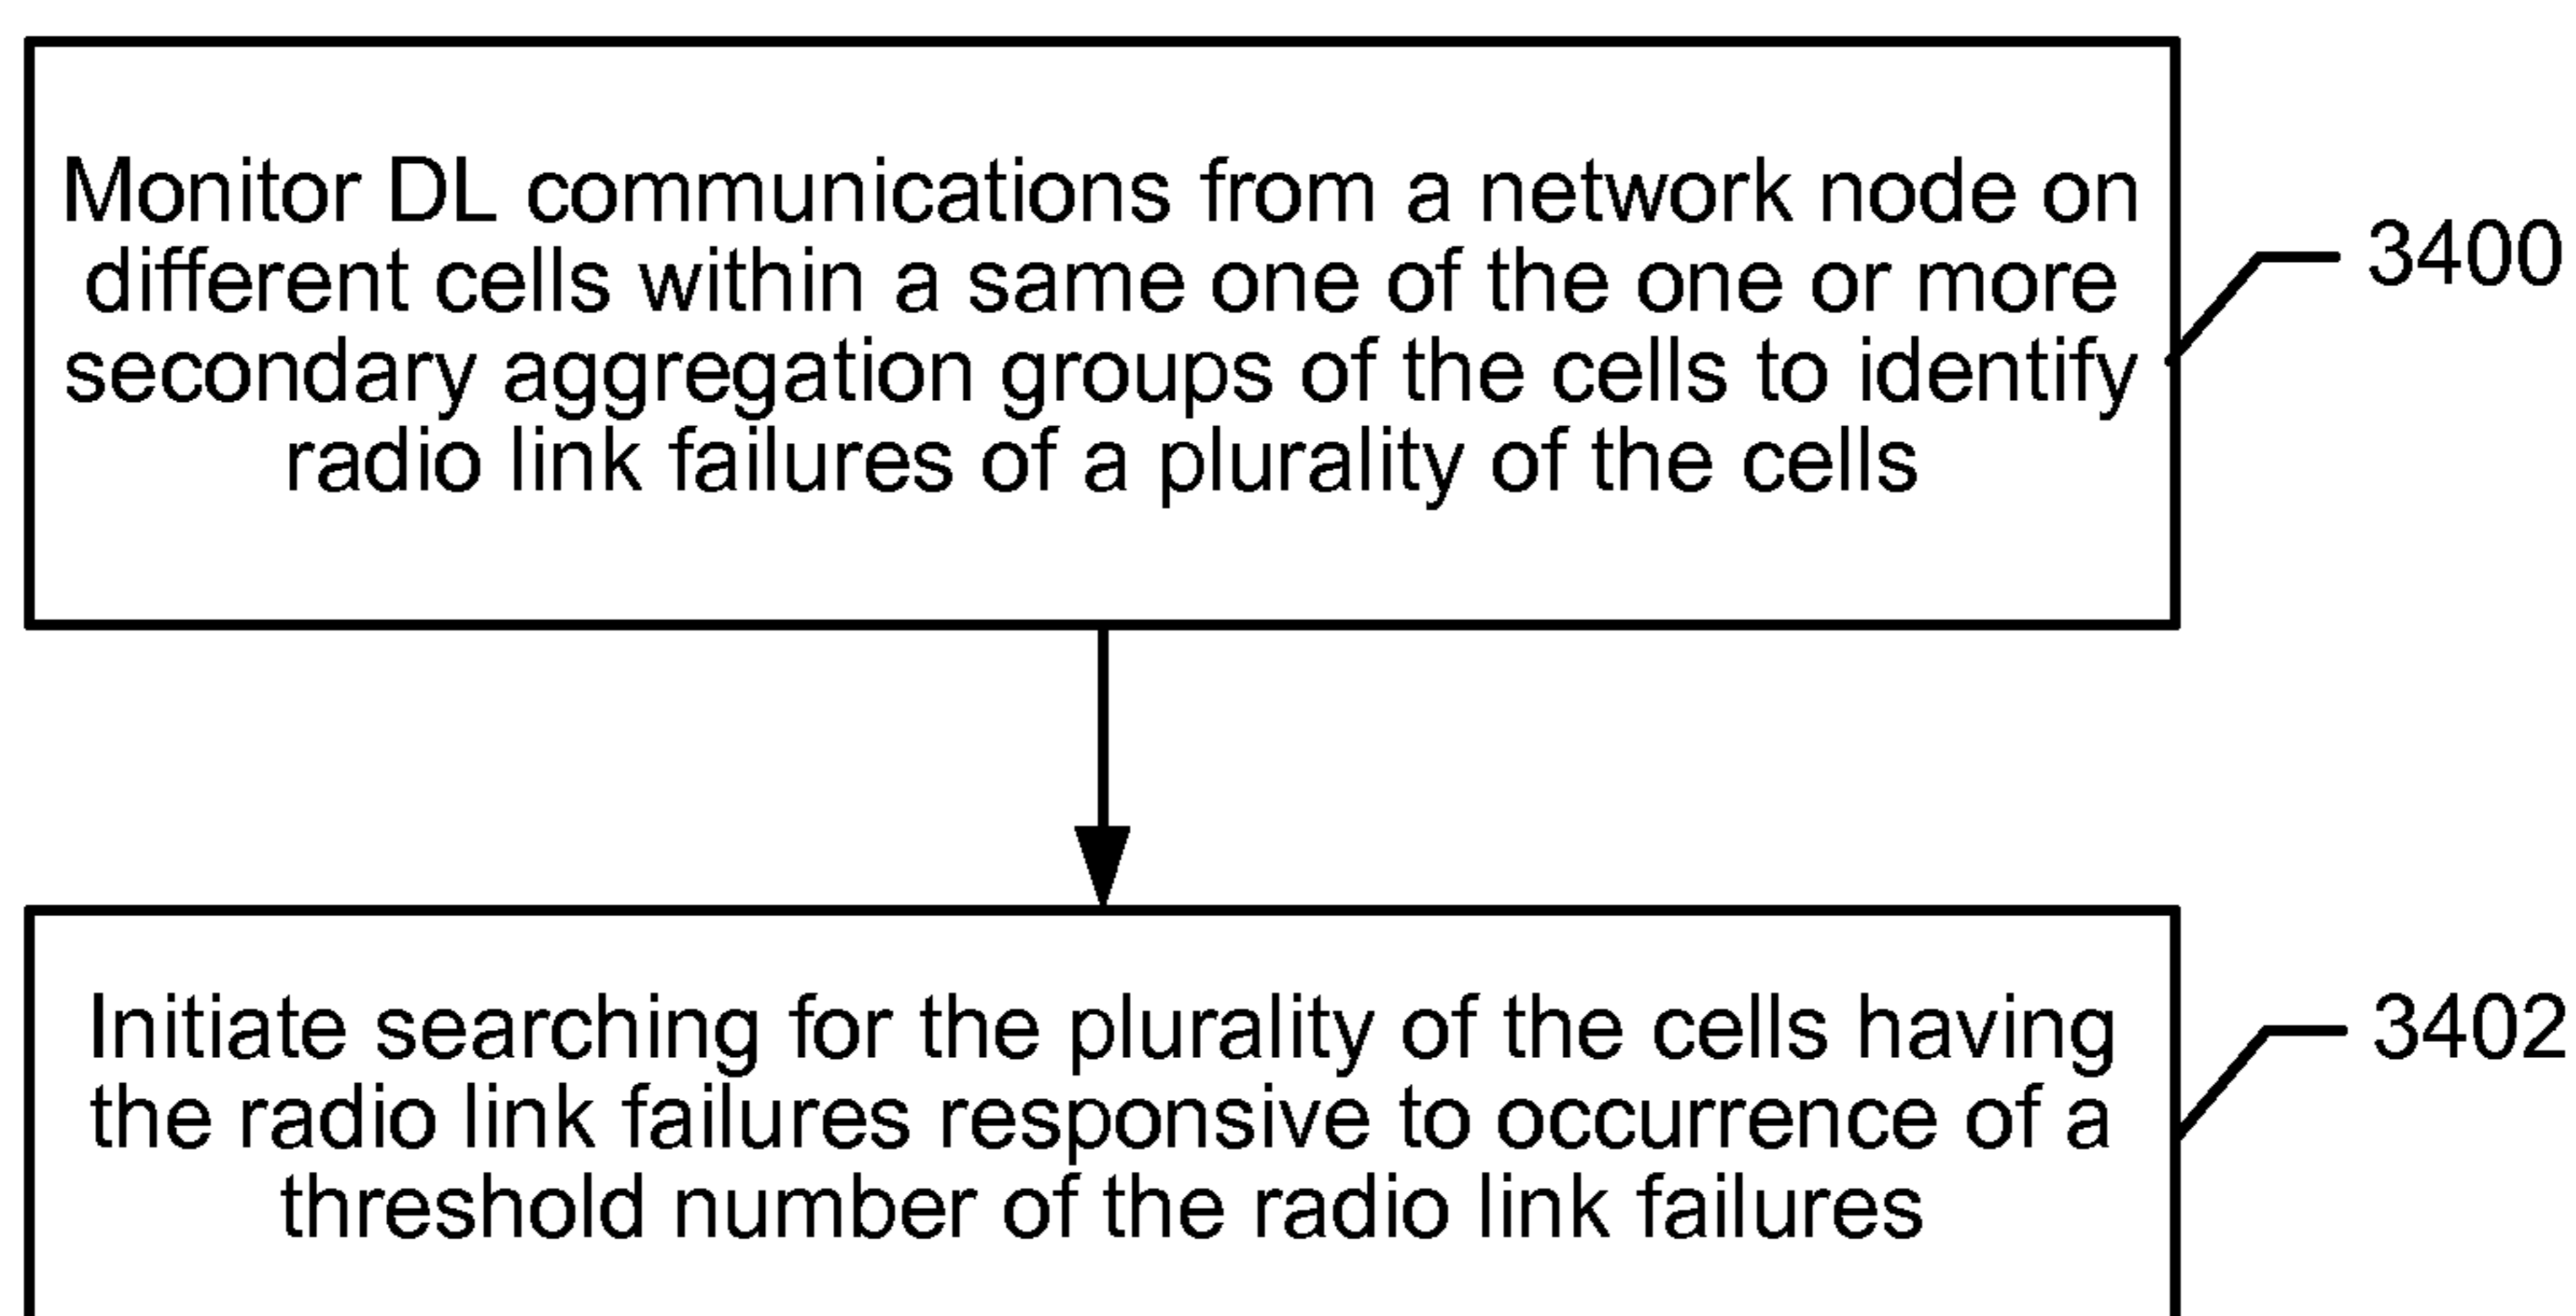 Monitor DL communications from a network node on
different cells within a same one of the one or more
secondary aggregation groups of the cells to identify
radio link failures of a plurality of the cells
3400
Initiate searching for the plurality of the cells having
the radio link failures responsive to occurrence of a
threshold number of the radio link failures
3402